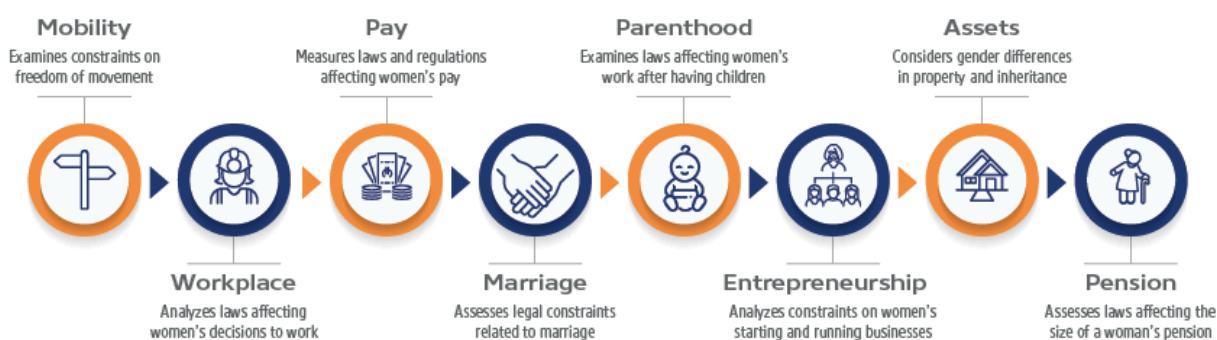 Mobility
Examines constraints on
freedom of movement
Pay
Measures laws and regulations
affecting women's pay
Parenthood
Examines laws affecting women's
work after having children
Assets
Considers gender differences
in property and inheritance
Workplace
Analyzes laws affecting
women's decisions to work
Marriage
Assesses legal constraints
related to marriage
Entrepreneurship
Analyzes constraints on women's
starting and running businesses
Pension
Assesses laws affecting the
size of a woman's pension